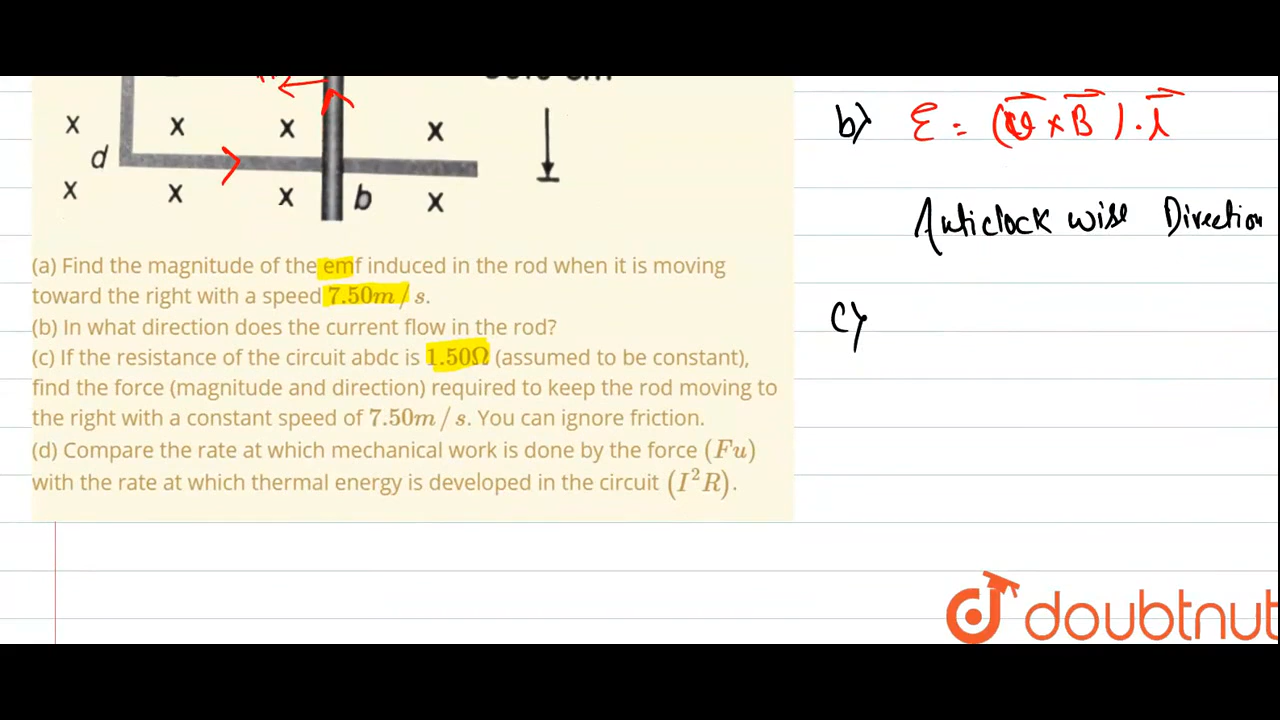 b) ε = (v × B) . l
x x x x
d
x x x b x
Anticlock wise Direction
(a) Find the magnitude of the emf induced in the rod when it is moving
toward the right with a speed 7.50m/s.
(b) In what direction does the current flow in the rod?
(c) If the resistance of the circuit abdc is 1.50Ω (assumed to be constant),
find the force (magnitude and direction) required to keep the rod moving to
the right with a constant speed of 7.50m/s. You can ignore friction.
(d) Compare the rate at which mechanical work is done by the force (Fu)
with the rate at which thermal energy is developed in the circuit (I²R).
c)
doubtnut